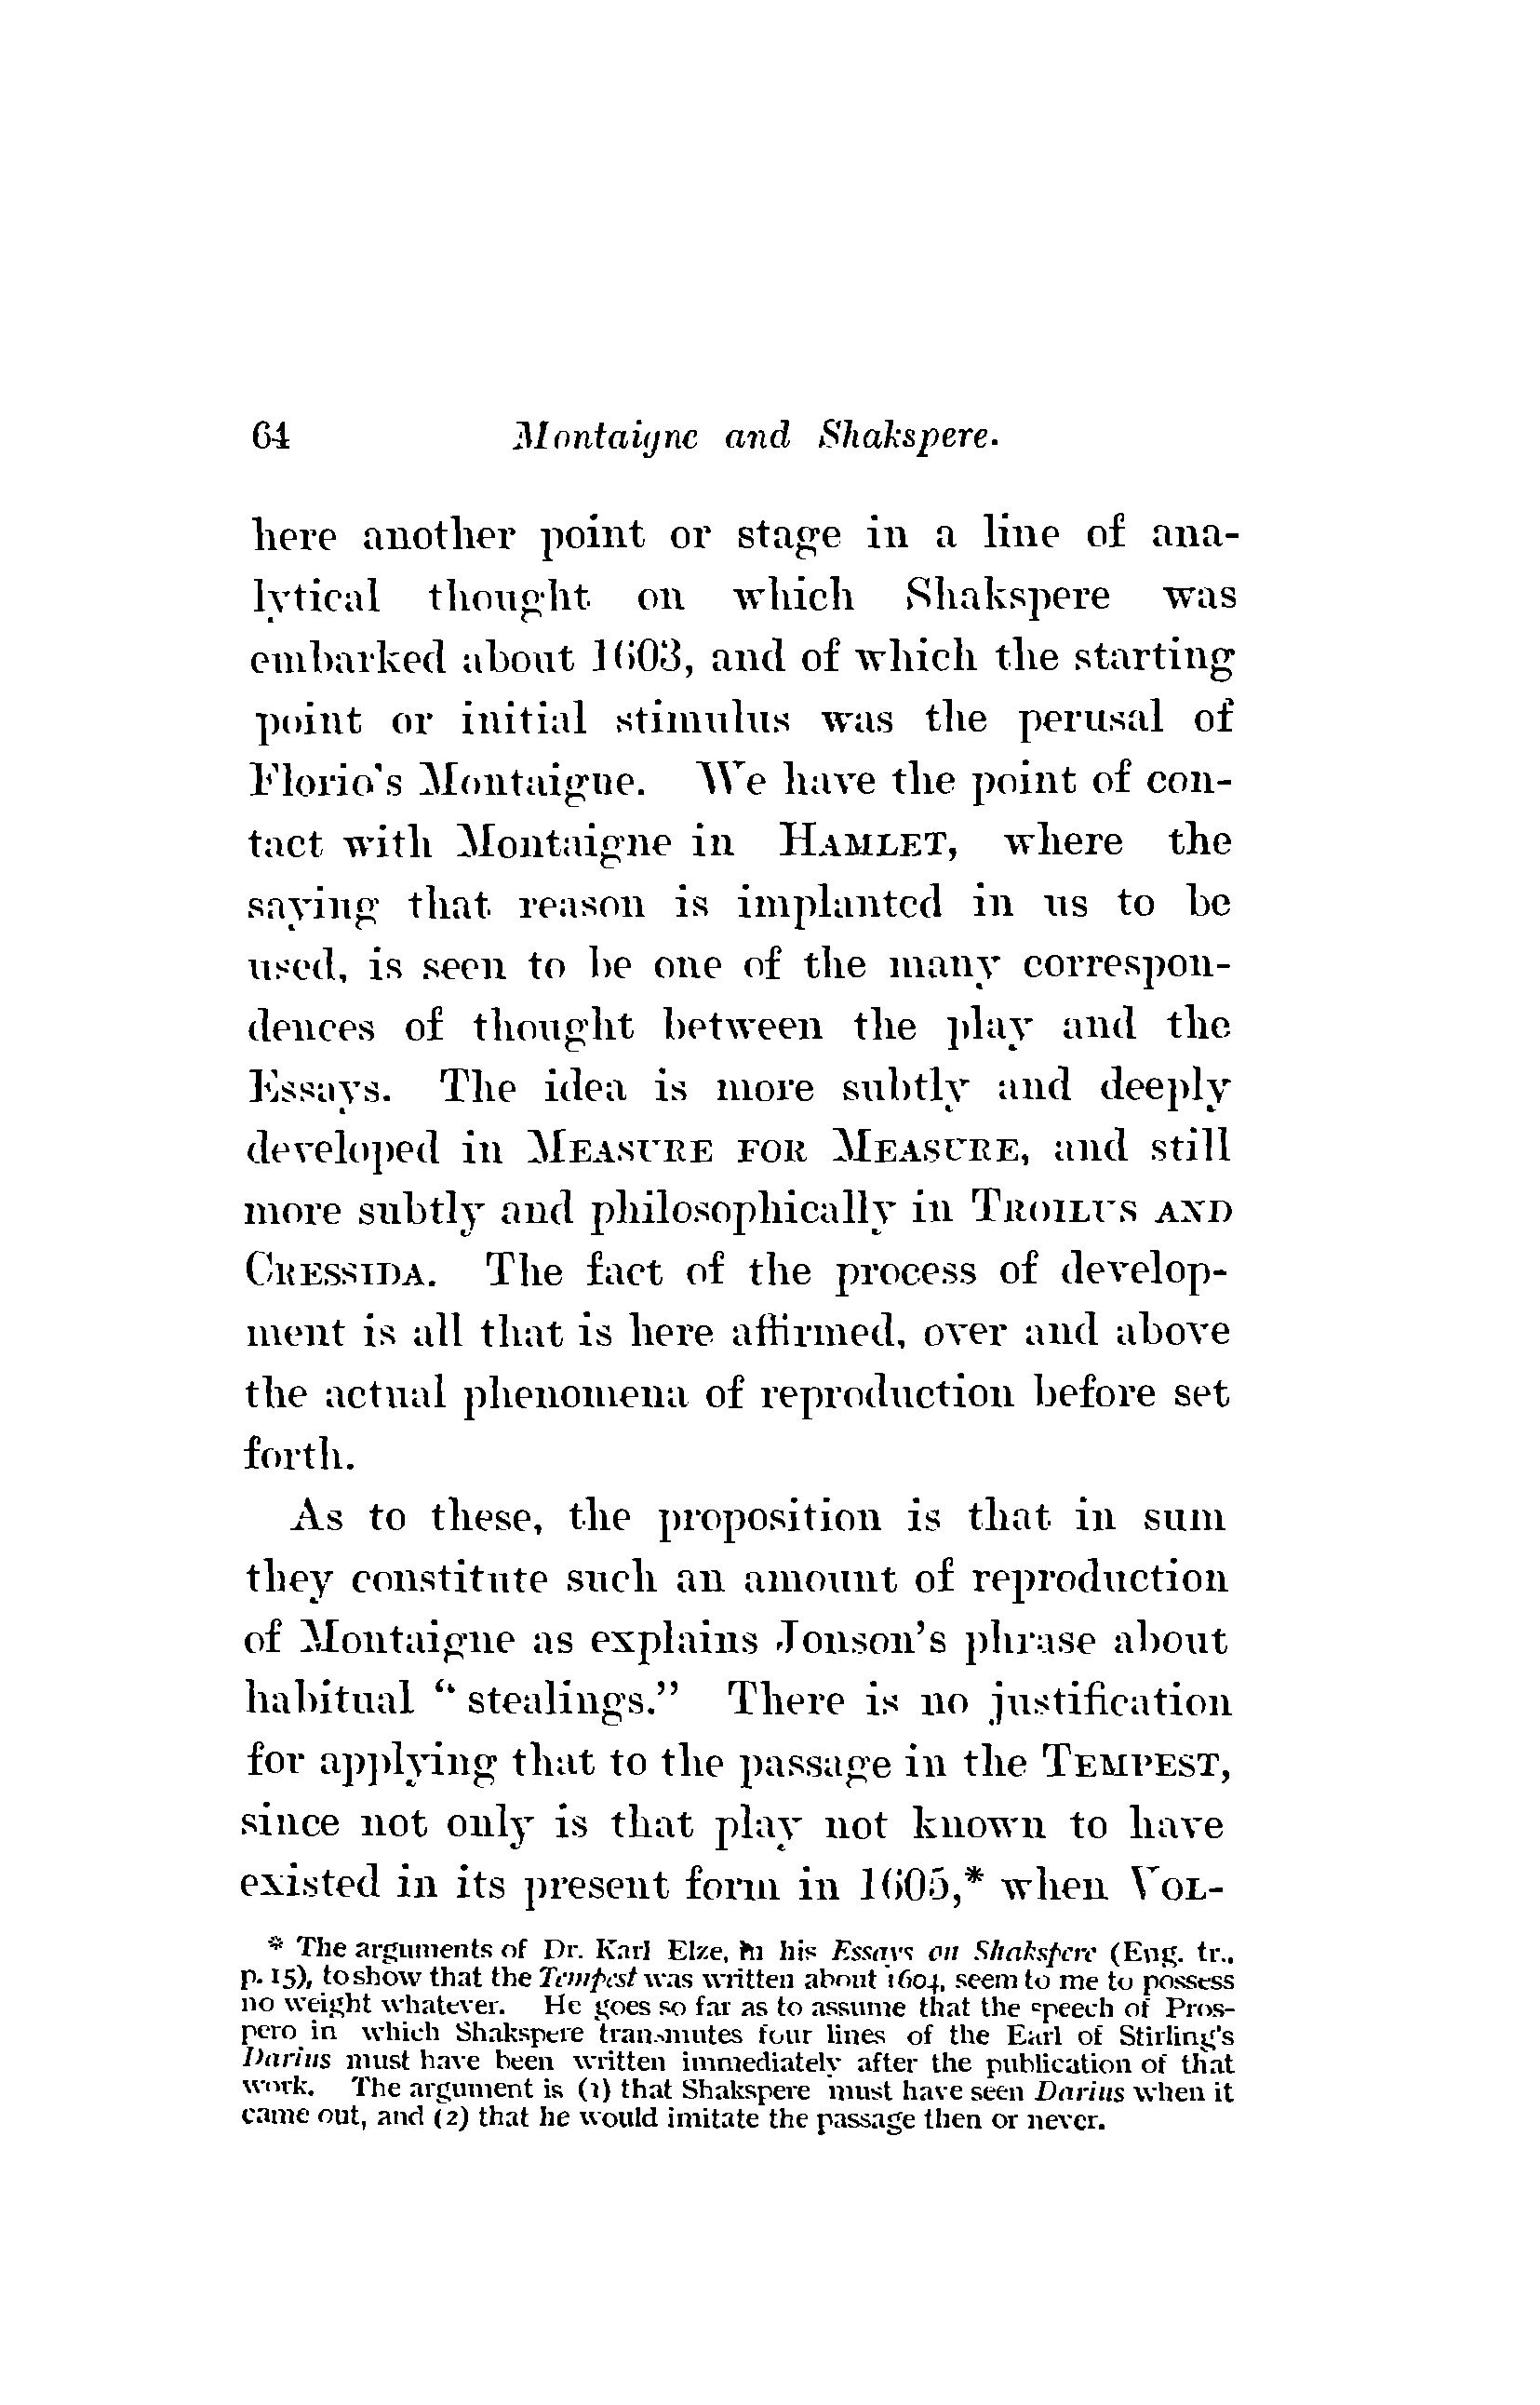 64 Montaigne and Shakspere.
here another point or stage in a line of ana-
lytical thought on which Shakspere was
embarked about 1603, and of which the starting
point or initial stimulus was the perusal of
Florio's Montaigne. We have the point of con-
tact with Montaigne in HAMLET, where the
saying that reason is implanted in us to be
used, is seen to be one of the many correspon-
dences of thought between the play and the
Essays. The idea is more subtly and deeply
developed in MEASURE FOR MEASURE, and still
more subtly and philosophically in TROILUS AND
CRESSIDA. The fact of the process of develop-
ment is all that is here affirmed, over and above
the actual phenomena of reproduction before set
forth.
As to these, the proposition is that in sum
they constitute such an amount of reproduction
of Montaigne as explains Jonson's phrase about
habitual "stealings." There is no justification
for applying that to the passage in the TEMPEST,
since not only is that play not known to have
existed in its present form in 1605,* when VOL-
* The arguments of Dr. Karl Elze, in his Essays on Shakspere (Eng. tr.,
p. 15), to show that the Tempest was written about 1604, seem to me to possess
no weight whatever. He goes so far as to assume that the speech of Pros-
pero in which Shakspere transmutes four lines of the Earl of Stirling's
Darius must have been written immediately after the publication of that
work. The argument is (1) that Shakspere must have seen Darius when it
came out, and (2) that he would imitate the passage then or never.